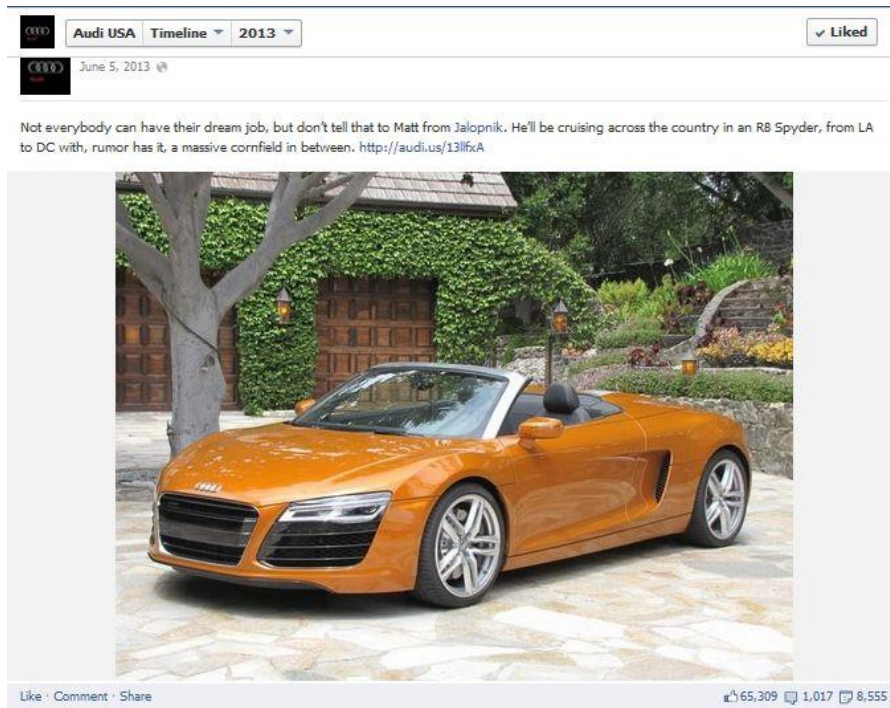 Audi USA Timeline 2013 Liked
June 5, 2013
Not everybody can have their dream job, but don't tell that to Matt from Jalopnik. He'll be cruising across the country in an R8 Spyder, from LA
to DC with, rumor has it, a massive cornfield in between. http://audi.us/13llfxA
Like · Comment · Share 65,309 1,017 8,555